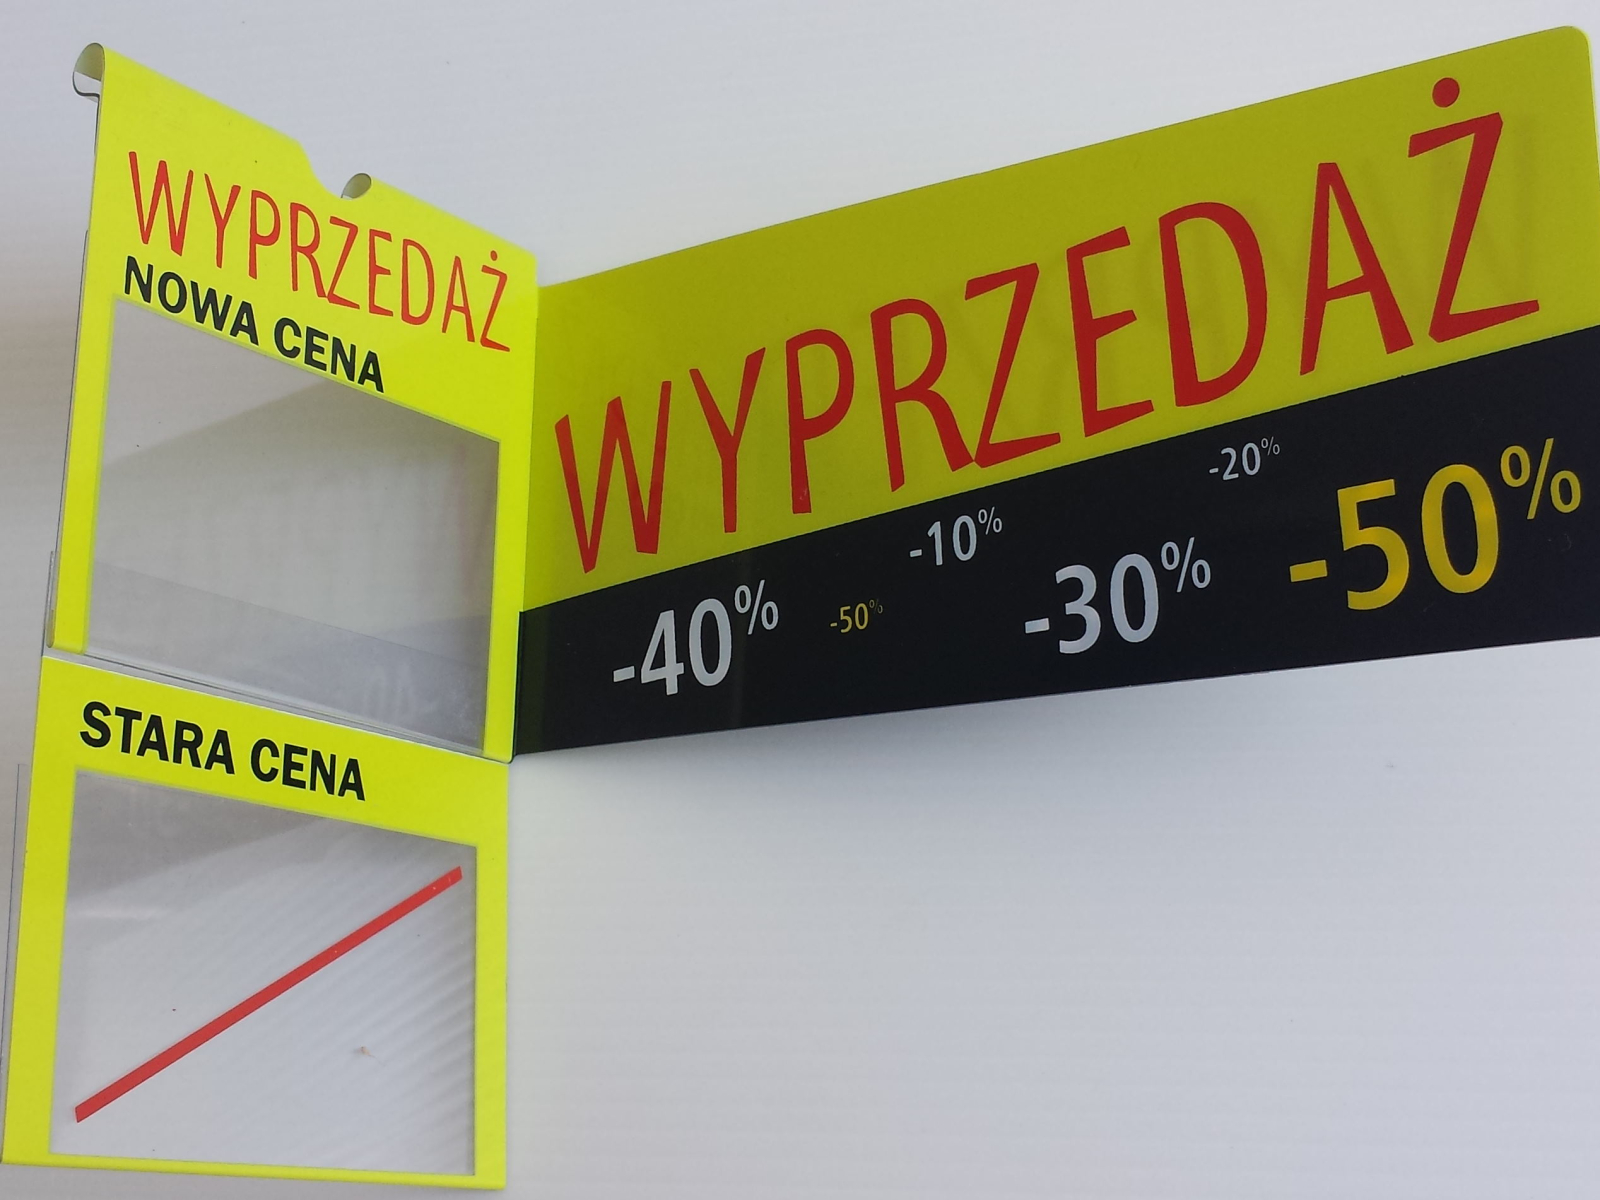 WYPRZEDAŻ
NOWA CENA
STARA CENA
WYPRZEDAŻ
-40% -50% -10% -30% -20% -50%